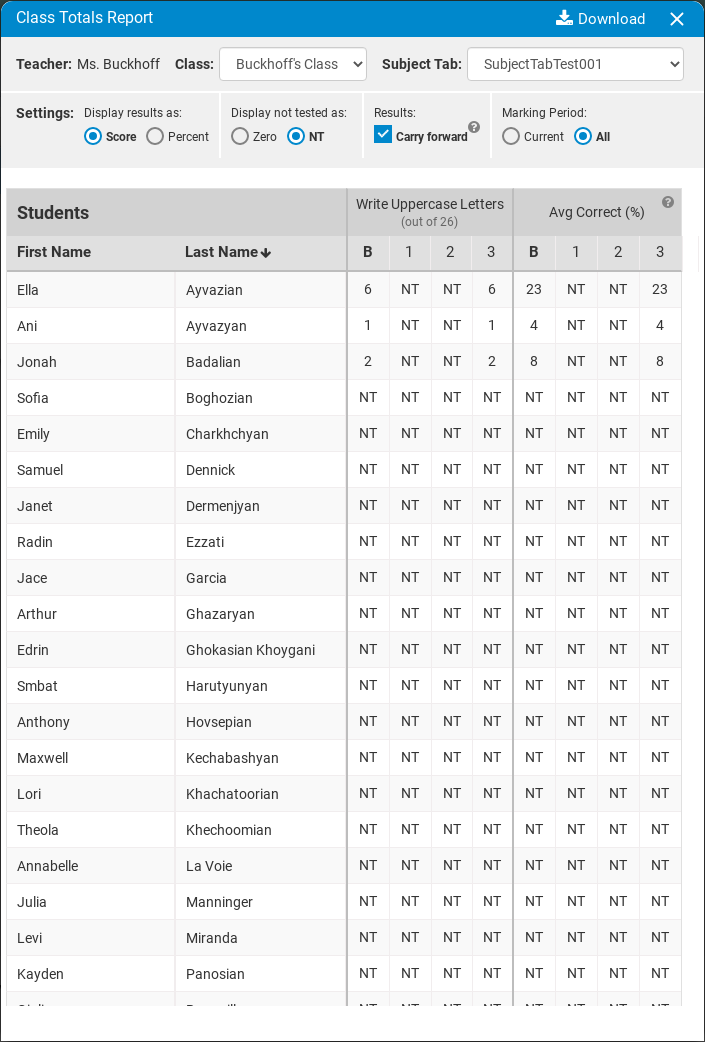 Class Totals Report Download
Teacher: Ms. Buckhoff Class: Buckhoff's Class Subject Tab: SubjectTabTest001
Settings: Display results as: Display not tested as: Results: Marking Period:
Score Percent Zero NT Carry forward ? Current All
Students Write Uppercase Letters Avg Correct (%) ?
(out of 26)
First Name Last Name B 1 2 3 B 1 2 3
Ella Ayvazian 6 NT NT 6 23 NT NT 23
Ani Ayvazyan 1 NT NT 1 4 NT NT 4
Jonah Badalian 2 NT NT 2 8 NT NT 8
Sofia Boghozian NT NT NT NT NT NT NT NT
Emily Charkhchyan NT NT NT NT NT NT NT NT
Samuel Dennick NT NT NT NT NT NT NT NT
Janet Dermenjyan NT NT NT NT NT NT NT NT
Radin Ezzati NT NT NT NT NT NT NT NT
Jace Garcia NT NT NT NT NT NT NT NT
Arthur Ghazaryan NT NT NT NT NT NT NT NT
Edrin Ghokasian Khoygani NT NT NT NT NT NT NT NT
Smbat Harutyunyan NT NT NT NT NT NT NT NT
Anthony Hovsepian NT NT NT NT NT NT NT NT
Maxwell Kechabashyan NT NT NT NT NT NT NT NT
Lori Khachatoorian NT NT NT NT NT NT NT NT
Theola Khechoomian NT NT NT NT NT NT NT NT
Annabelle La Voie NT NT NT NT NT NT NT NT
Julia Manninger NT NT NT NT NT NT NT NT
Levi Miranda NT NT NT NT NT NT NT NT
Kayden Panosian NT NT NT NT NT NT NT NT
NT NT NT NT NT NT NT NT